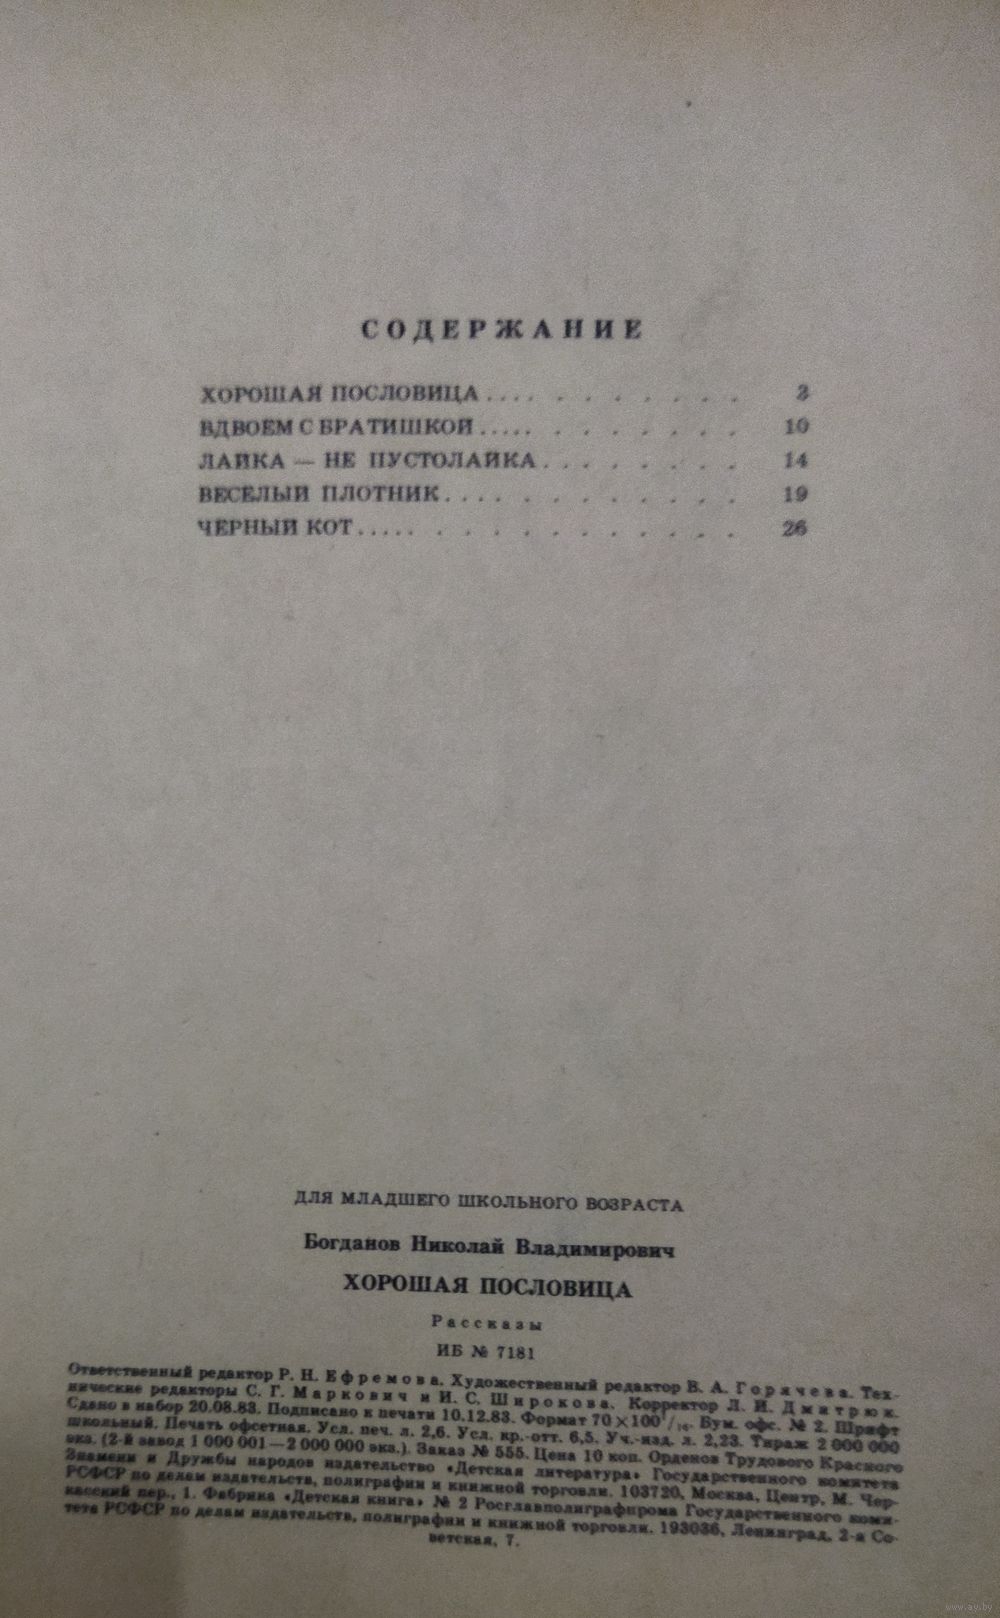 СОДЕРЖАНИЕ
ХОРОШАЯ ПОСЛОВИЦА . . . . . . . . . . . 3
ВДВОЕМ С БРАТИШКОЙ . . . . . . . . . . . . 10
ЛАЙКА — НЕ ПУСТОЛАЙКА . . . . . . . . 14
ВЕСЕЛЫЙ ПЛОТНИК . . . . . . . . . . . . . 19
ЧЕРНЫЙ КОТ . . . . . . . . . . . . . . . . 26
ДЛЯ МЛАДШЕГО ШКОЛЬНОГО ВОЗРАСТА
Богданов Николай Владимирович
ХОРОШАЯ ПОСЛОВИЦА
Рассказы
ИБ № 7181
Ответственный редактор Р. Н. Ефремова. Художественный редактор В. А. Горячева. Тех-
нические редакторы С. Г. Маркович и И. С. Широкова. Корректор Л. И. Дмитрюк.
Сдано в набор 20.08.83. Подписано к печати 10.12.83. Формат 70×100¹/₁₆. Бум. офс. № 2. Шрифт
школьный. Печать офсетная. Усл. печ. л. 2,6. Усл. кр.-отт. 6,5. Уч.-изд. л. 2,23. Тираж 2 000 000
экз. (2-й завод 1 000 001—2 000 000 экз.). Заказ № 555. Цена 10 коп. Орденов Трудового Красного
Знамени и Дружбы народов издательство «Детская литература» Государственного комитета
РСФСР по делам издательств, полиграфии и книжной торговли. 103720, Москва, Центр, М. Чер-
касский пер., 1. Фабрика «Детская книга» № 2 Росглавполиграфпрома Государственного коми-
тета РСФСР по делам издательств, полиграфии и книжной торговли. 193036, Ленинград, 2-я Со-
ветская, 7.
www.ay.by